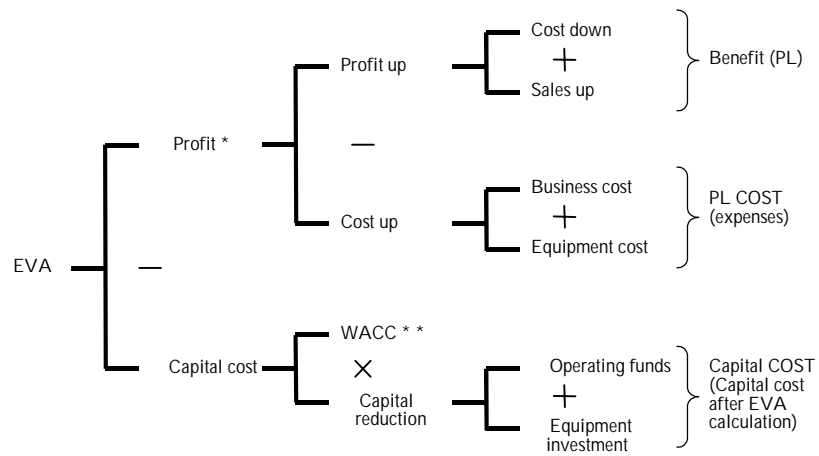 Cost down
+
Sales up
Benefit (PL)
Profit up
Profit *
—
Cost up
Business cost
+
Equipment cost
PL COST
(expenses)
EVA
—
Capital cost
WACC * *
×
Capital
reduction
Operating funds
+
Equipment
investment
Capital COST
(Capital cost
after EVA
calculation)